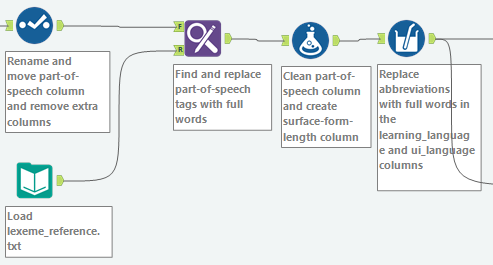 F
R
Rename and
move part-of-
speech column
and remove extra
columns
Find and replace
part-of-speech
tags with full
words
Clean part-of-
speech column
and create
surface-form-
length column
Replace
abbreviations
with full words in
the
learning_languag
e and ui_language
columns
Load
lexeme_reference.
txt